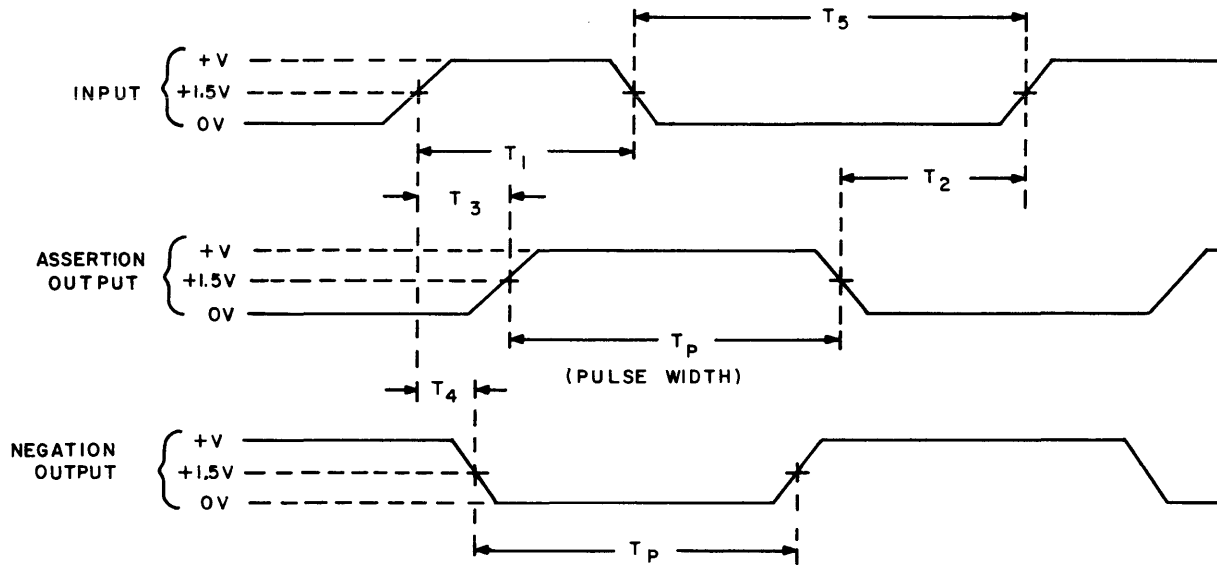 T5
+V
INPUT
+1.5V
0V
T1
T2
T3
+V
ASSERTION
OUTPUT
+1.5V
0V
TP
(PULSE WIDTH)
T4
+V
NEGATION
OUTPUT
+1.5V
0V
TP